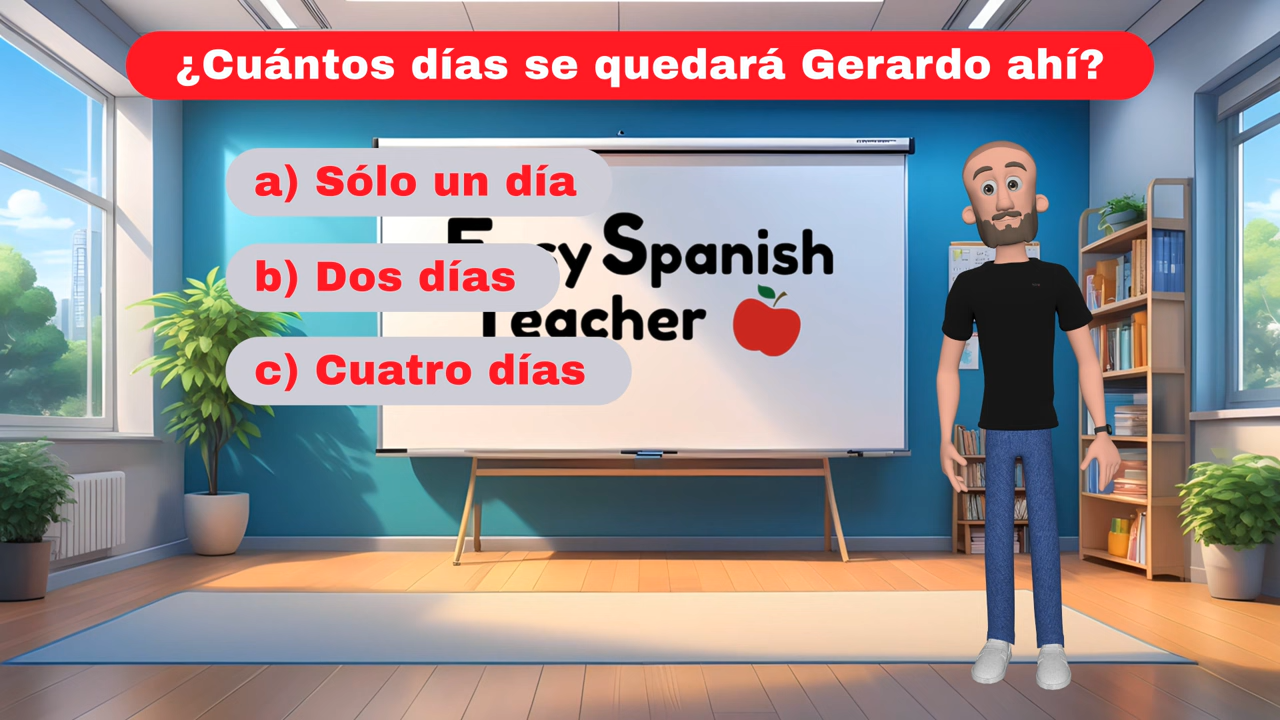 ¿Cuántos días se quedará Gerardo ahí?
a) Sólo un día
b) Dos días
c) Cuatro días
Spanish
Teacher